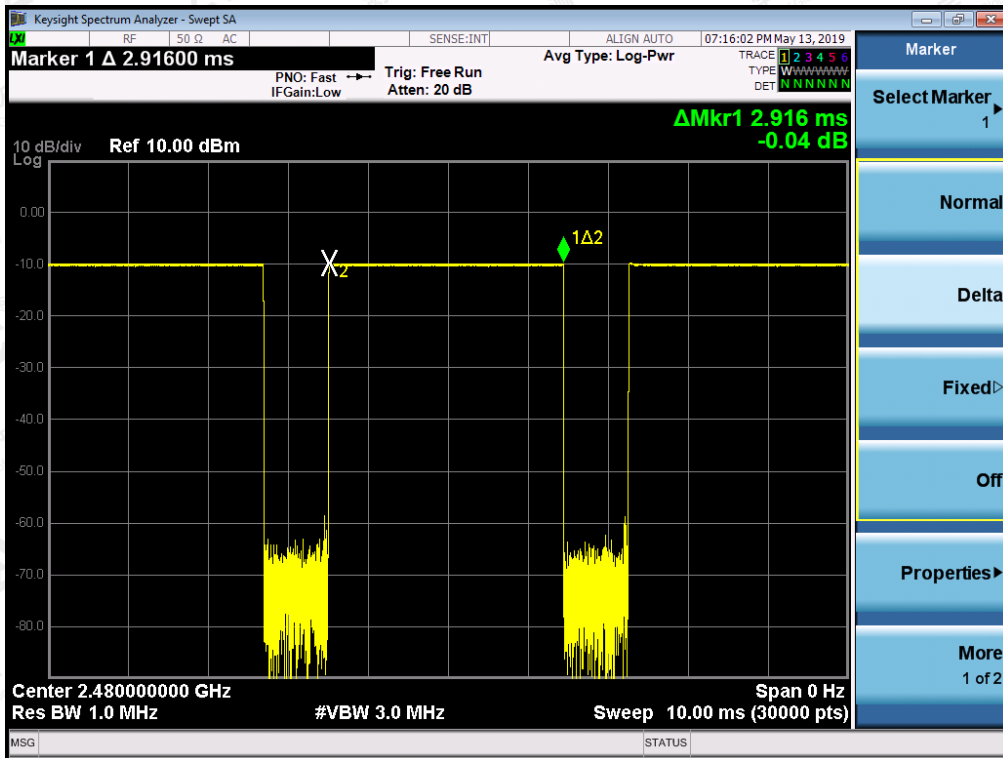 Keysight Spectrum Analyzer - Swept SA
LXI RF 50 Ω AC SENSE:INT ALIGN AUTO 07:16:02 PM May 13, 2019
Marker 1 Δ 2.91600 ms
PNO: Fast
IFGain:Low
Trig: Free Run
Atten: 20 dB
Avg Type: Log-Pwr
TRACE 1 2 3 4 5 6
TYPE WWWWWW
DET N N N N N N
ΔMkr1 2.916 ms
-0.04 dB
10 dB/div Ref 10.00 dBm
Log
0.00
-10.0
-20.0
-30.0
-40.0
-50.0
-60.0
-70.0
-80.0
2
1Δ2
Center 2.480000000 GHz Span 0 Hz
Res BW 1.0 MHz #VBW 3.0 MHz Sweep 10.00 ms (30000 pts)
MSG STATUS
Marker
Select Marker
1
Normal
Delta
Fixed
Off
Properties
More
1 of 2